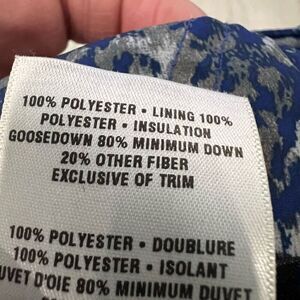 100% POLYESTER • LINING 100%
POLYESTER • INSULATION
GOOSEDOWN 80% MINIMUM DOWN
20% OTHER FIBER
EXCLUSIVE OF TRIM
100% POLYESTER • DOUBLURE
100% POLYESTER • ISOLANT
UVET D'OIE 80% MINIMUM DUVET